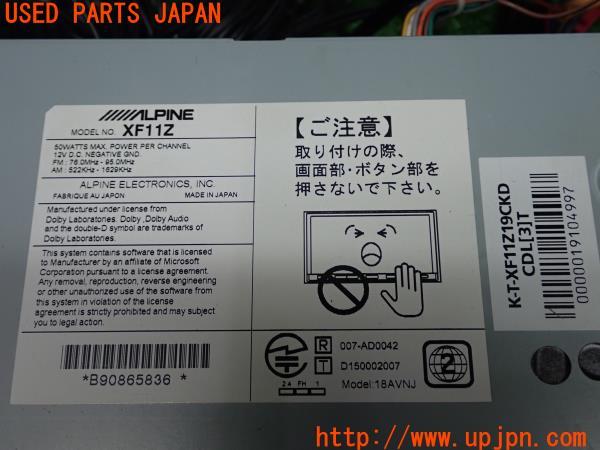 USED PARTS JAPAN
ALPINE
MODEL NO. XF11Z
50WATTS MAX. POWER PER CHANNEL
12V D.C. NEGATIVE GND.
FM : 76.0MHz - 95.0MHz
AM : 522KHz - 1629KHz
ALPINE ELECTRONICS, INC.
FABRIQUE AU JAPON MADE IN JAPAN
Manufactured under license from
Dolby Laboratories. Dolby ,Dolby Audio
and the double-D symbol are trademarks of
Dolby Laboratories.
This system contains software that is licensed
to Manufacturer by an affiliate of Microsoft
Corporation pursuant to a license agreement.
Any removal, reproduction, reverse engineering
or other unauthorized use of the software from
this system in violation of the license
agreement is strictly prohibited and may subject
you to legal action.
*B90865836 *
【ご注意】
取り付けの際、
画面部・ボタン部を
押さないで下さい。
R 007-AD0042
T D150002007
2.4 FH 1
Model:18AVNJ
2
K-T-XF11Z19CKD
CDL[3]T
0000019104997
http://www.upjpn.com/